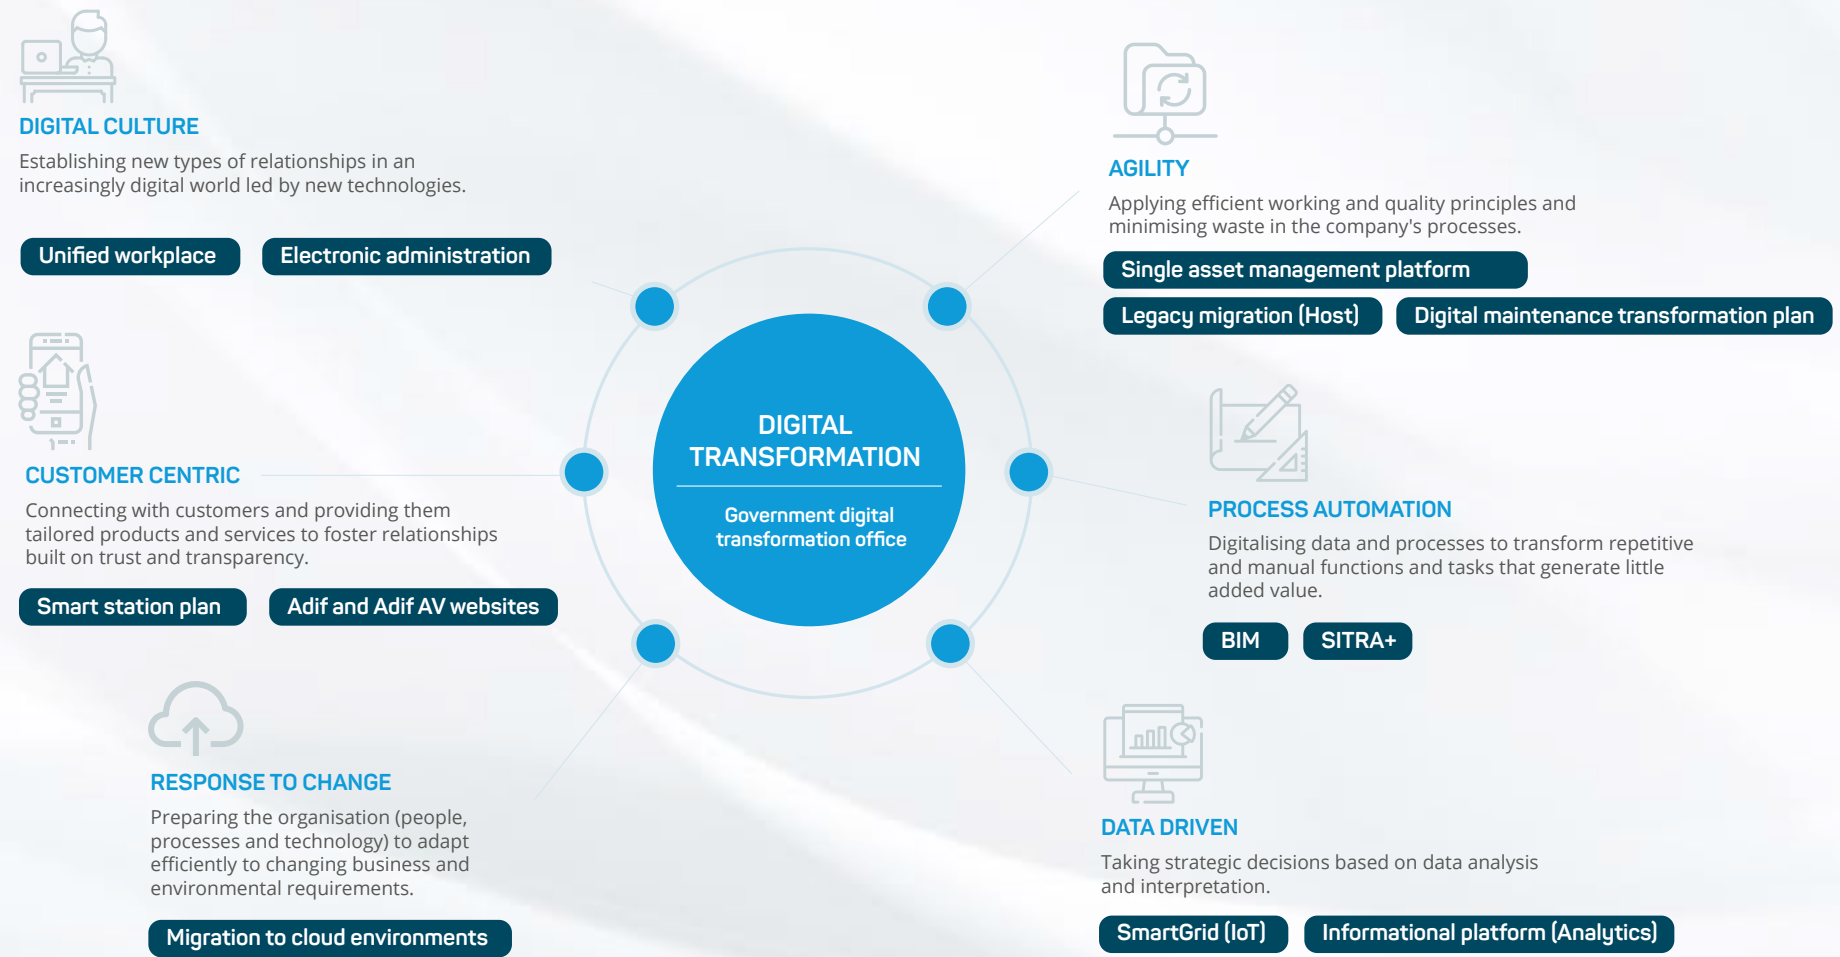 DIGITAL CULTURE
Establishing new types of relationships in an
increasingly digital world led by new technologies.
Unified workplace
Electronic administration
CUSTOMER CENTRIC
Connecting with customers and providing them
tailored products and services to foster relationships
built on trust and transparency.
Smart station plan
Adif and Adif AV websites
RESPONSE TO CHANGE
Preparing the organisation (people,
processes and technology) to adapt
efficiently to changing business and
environmental requirements.
Migration to cloud environments
DIGITAL
TRANSFORMATION
Government digital
transformation office
AGILITY
Applying efficient working and quality principles and
minimising waste in the company's processes.
Single asset management platform
Legacy migration (Host)
Digital maintenance transformation plan
PROCESS AUTOMATION
Digitalising data and processes to transform repetitive
and manual functions and tasks that generate little
added value.
BIM
SITRA+
DATA DRIVEN
Taking strategic decisions based on data analysis
and interpretation.
SmartGrid (IoT)
Informational platform (Analytics)